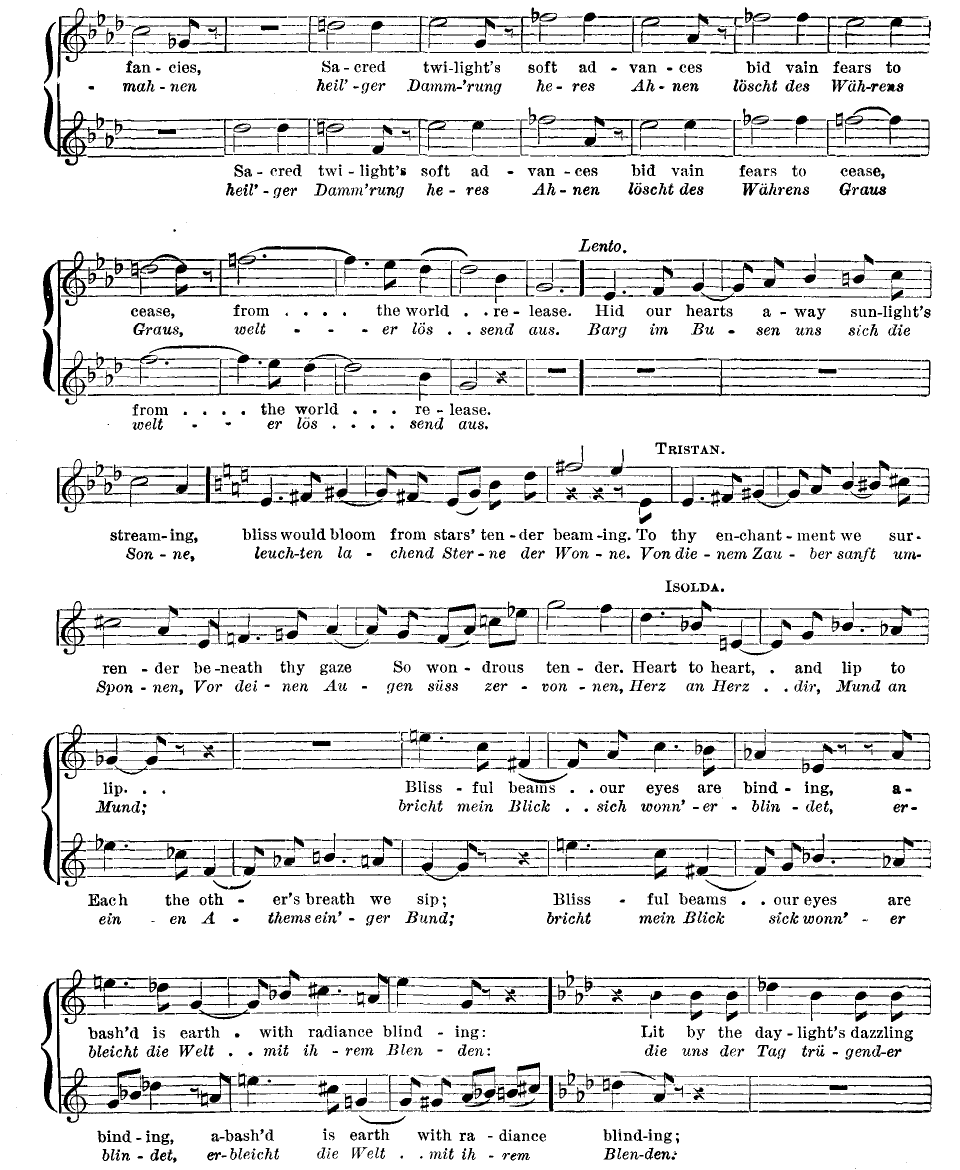 fan - cies, Sa - cred twi-light's soft ad - van - ces bid vain fears to
- mah - nen heil' - ger Damm'rung he - res Ah - nen löscht des Wäh-rens
Sa - cred twi - light's soft ad - van - ces bid vain fears to cease,
heil' - ger Damm'rung he - res Ah - nen löscht des Währens Graus
Lento.
cease, from . . . . the world . . re - lease. Hid our hearts a - way sun-light's
Graus, welt - - - er lös . . send aus. Barg im Bu - sen uns sich die
from . . . . the world . . . re - lease.
welt - - er lös . . . . send aus.
TRISTAN.
stream-ing, bliss would bloom from stars' ten - der beam-ing. To thy en-chant - ment we sur-
Son - ne, leuch-ten la - chend Ster - ne der Won - ne. Von die - nem Zau - ber sanft um-
ISOLDA.
ren - der be-neath thy gaze So won - drous ten - der. Heart to heart, . and lip to
Spon - nen, Vor dei - nen Au - gen süss zer - von - nen, Herz an Herz . . dir, Mund an
lip. . . Bliss - ful beams . . our eyes are bind - ing, a-
Mund; bricht mein Blick . . sich wonn' - er - blin - det, er-
Each the oth - er's breath we sip; Bliss - ful beams . . our eyes are
ein - en A - thems ein' - ger Bund; bricht mein Blick sick wonn' - er
bash'd is earth . with radiance blind - ing: Lit by the day-light's dazzling
bleicht die Welt . . mit ih - rem Blen - den: die uns der Tag trü - gend-er
bind - ing, a-bash'd is earth with ra - diance blind-ing;
blin - det, er-bleicht die Welt . . mit ih - rem Blen-den: